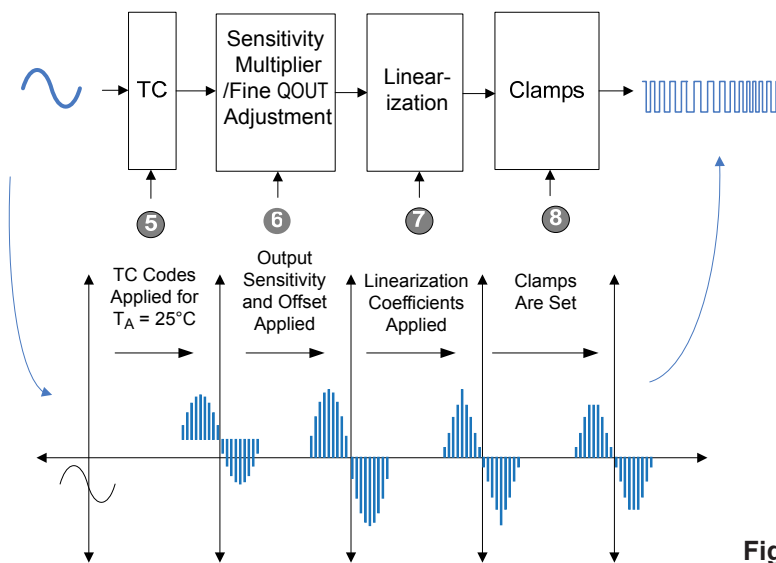 Sensitivity
Multiplier
/Fine QOUT
Adjustment
TC
Linear-
ization
Clamps
5
6
7
8
TC Codes
Applied for
TA = 25°C
Output
Sensitivity
and Offset
Applied
Linearization
Coefficients
Applied
Clamps
Are Set
Fig